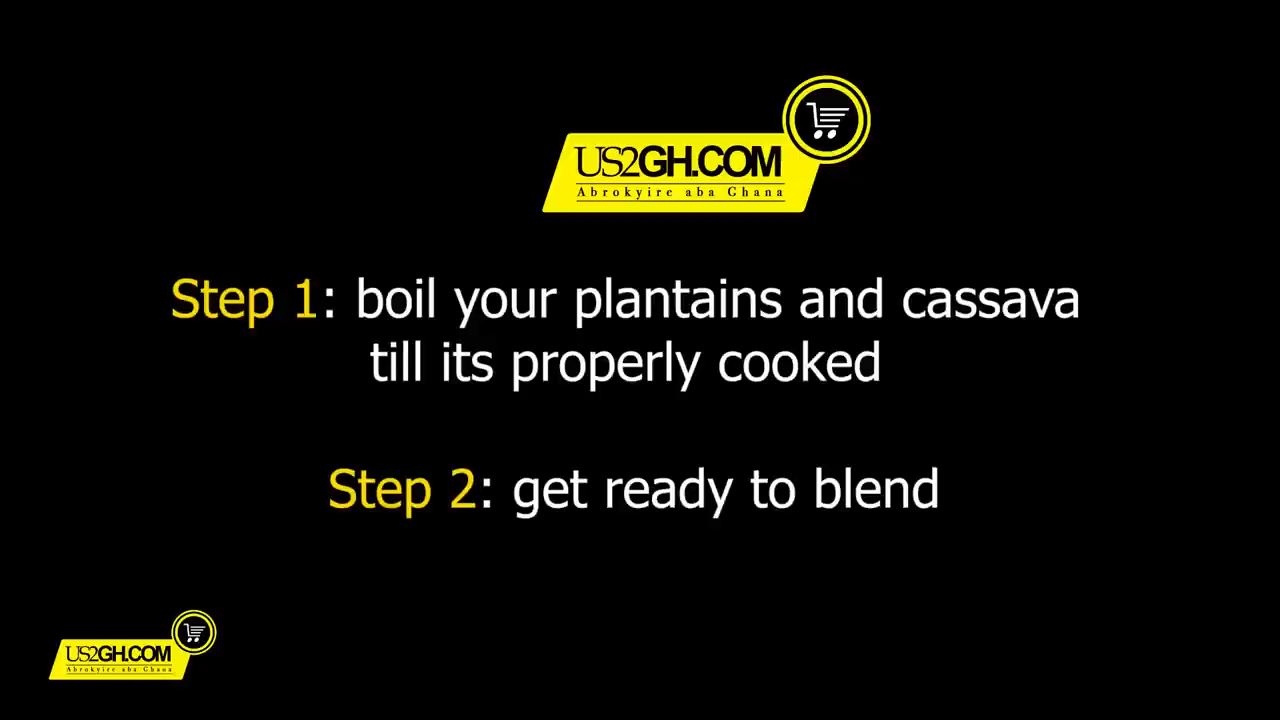 US2GH.COM
Abrokyire aba Ghana
Step 1: boil your plantains and cassava
till its properly cooked
Step 2: get ready to blend
US2GH.COM
Abrokyire aba Ghana